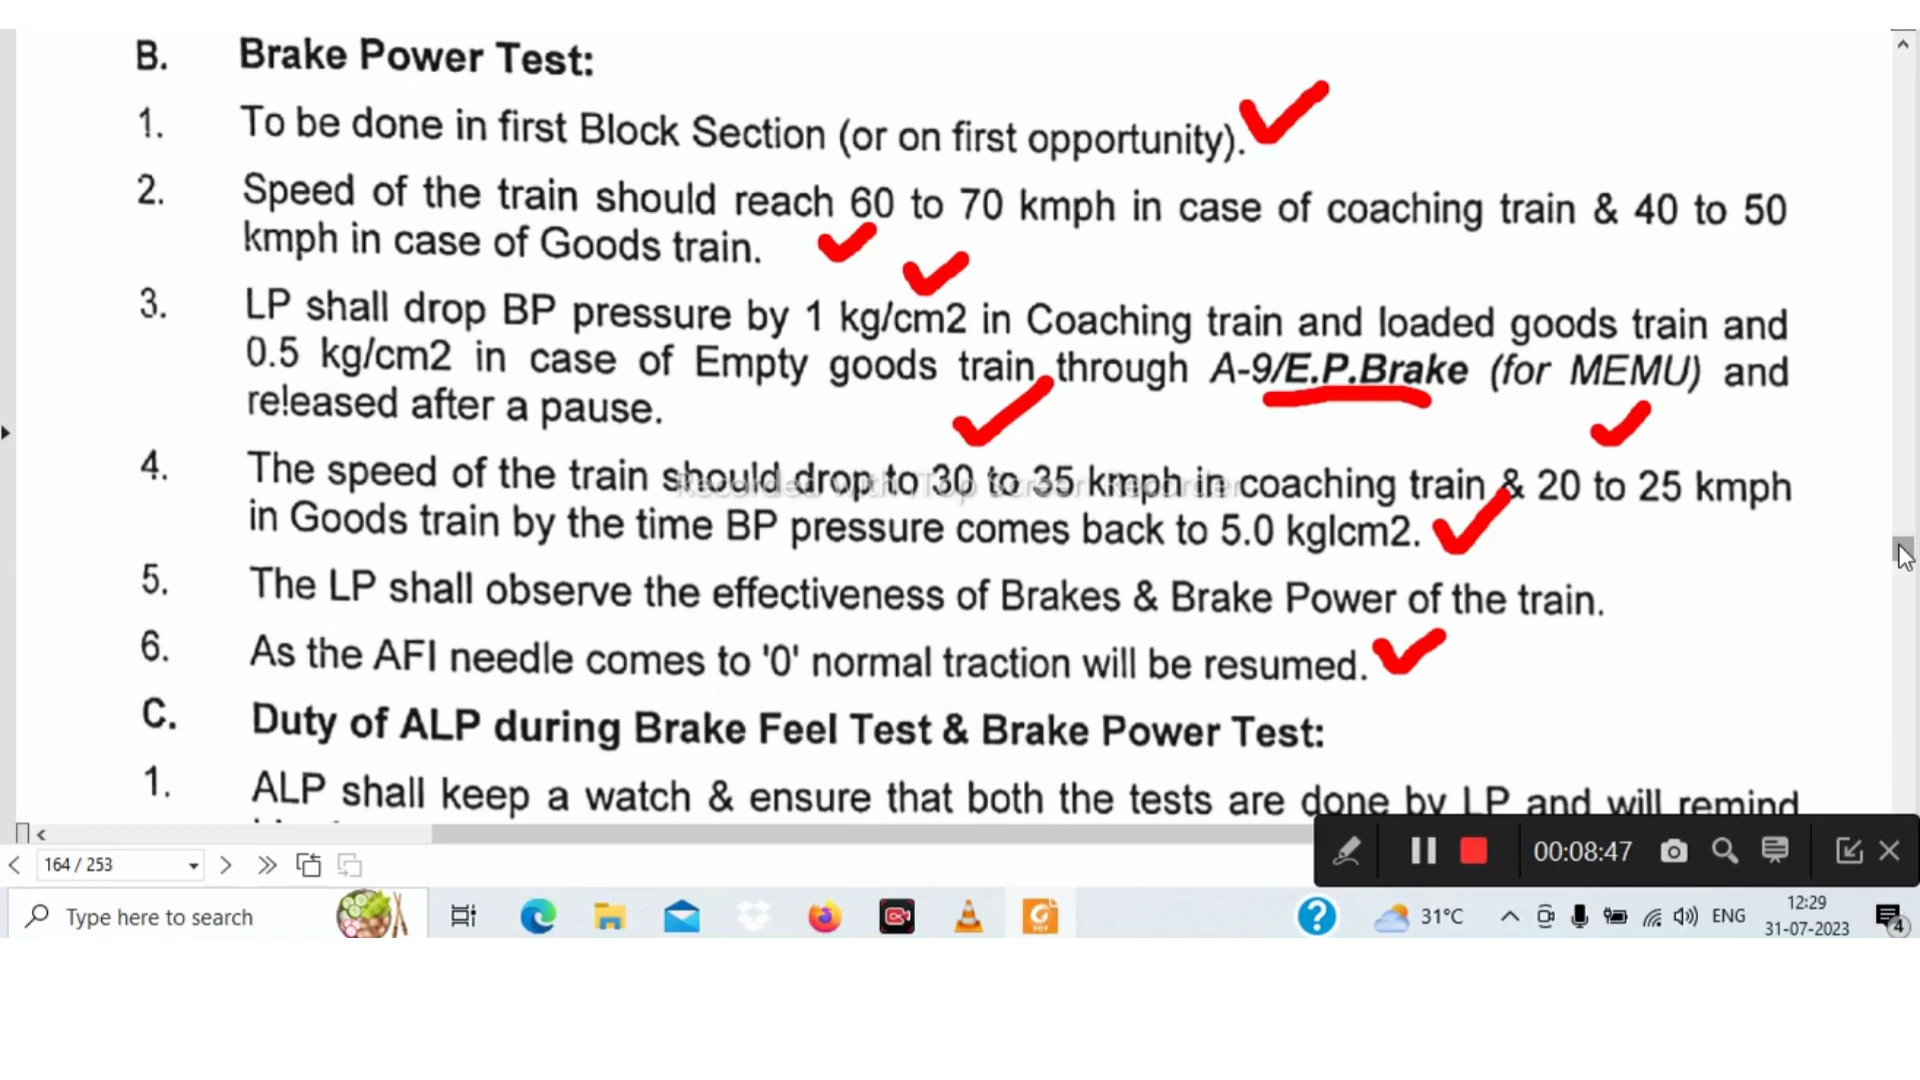 B. Brake Power Test:
1. To be done in first Block Section (or on first opportunity).
2. Speed of the train should reach 60 to 70 kmph in case of coaching train & 40 to 50
kmph in case of Goods train.
3. LP shall drop BP pressure by 1 kg/cm2 in Coaching train and loaded goods train and
0.5 kg/cm2 in case of Empty goods train through A-9/E.P.Brake (for MEMU) and
released after a pause.
4. The speed of the train should drop to 30 to 35 kmph in coaching train & 20 to 25 kmph
Recorded with iTop Screen Recorder
in Goods train by the time BP pressure comes back to 5.0 kglcm2.
5. The LP shall observe the effectiveness of Brakes & Brake Power of the train.
6. As the AFI needle comes to '0' normal traction will be resumed.
C. Duty of ALP during Brake Feel Test & Brake Power Test:
1. ALP shall keep a watch & ensure that both the tests are done by LP and will remind
00:08:47
164 / 253
Type here to search
31°C
ENG
12:29
31-07-2023
4